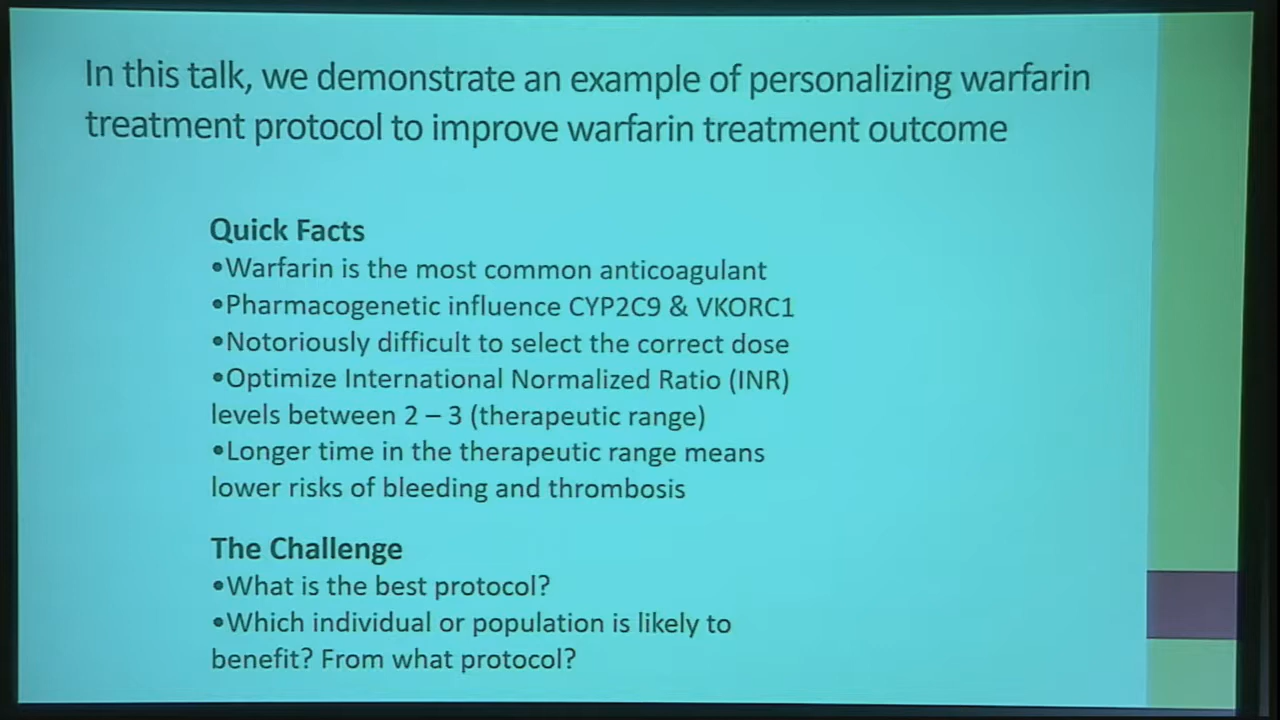 In this talk, we demonstrate an example of personalizing warfarin
treatment protocol to improve warfarin treatment outcome
Quick Facts
•Warfarin is the most common anticoagulant
•Pharmacogenetic influence CYP2C9 & VKORC1
•Notoriously difficult to select the correct dose
•Optimize International Normalized Ratio (INR)
levels between 2 – 3 (therapeutic range)
•Longer time in the therapeutic range means
lower risks of bleeding and thrombosis
The Challenge
•What is the best protocol?
•Which individual or population is likely to
benefit? From what protocol?